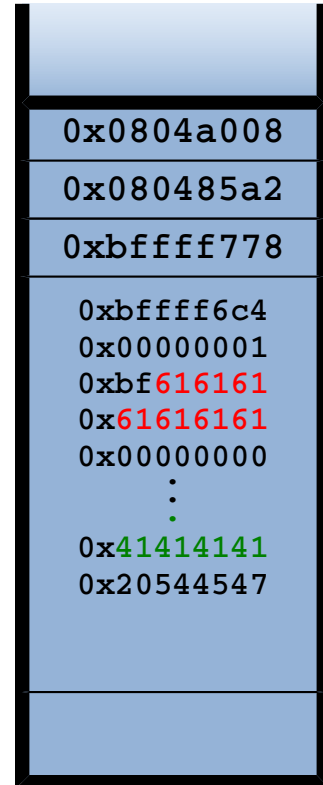 0x0804a008
0x080485a2
0xbffff778
0xbffff6c4
0x00000001
0xbf616161
0x61616161
0x00000000
.
.
.
0x41414141
0x20544547